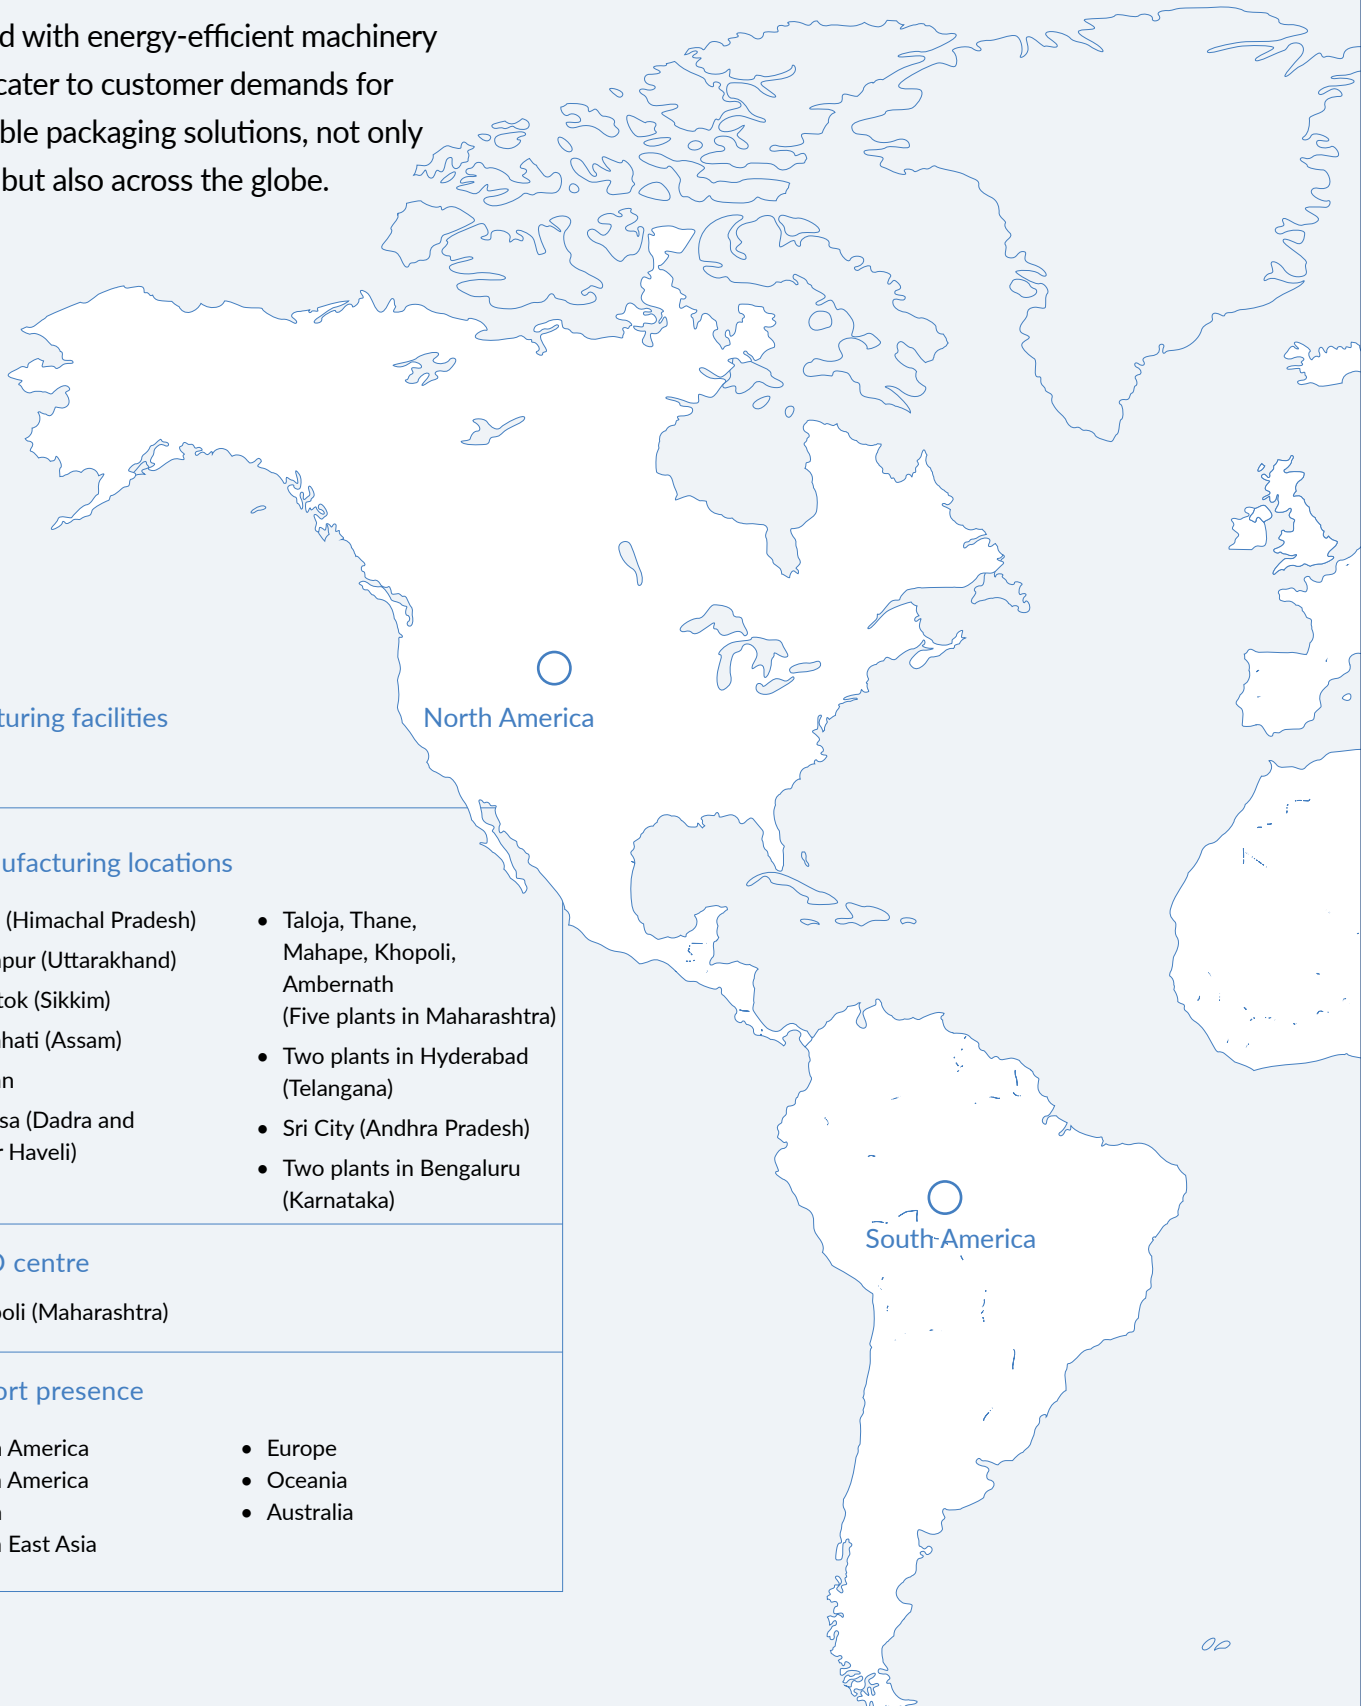 d with energy-efficient machinery
cater to customer demands for
ble packaging solutions, not only
but also across the globe.
North America
turing facilities
ufacturing locations
(Himachal Pradesh)
pur (Uttarakhand)
tok (Sikkim)
hati (Assam)
n
sa (Dadra and
r Haveli)
• Taloja, Thane,
Mahape, Khopoli,
Ambernath
(Five plants in Maharashtra)
• Two plants in Hyderabad
(Telangana)
• Sri City (Andhra Pradesh)
• Two plants in Bengaluru
(Karnataka)
South America
D centre
oli (Maharashtra)
ort presence
America
America
East Asia
• Europe
• Oceania
• Australia